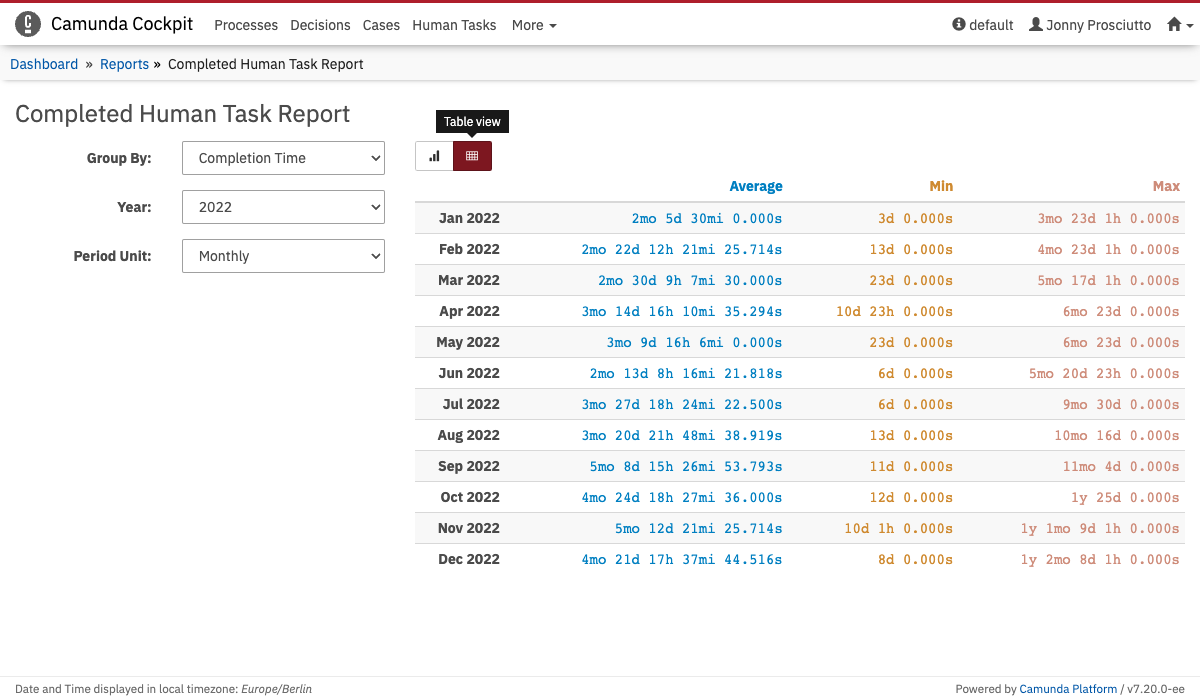 Camunda Cockpit Processes Decisions Cases Human Tasks More default Jonny Prosciutto
Dashboard » Reports » Completed Human Task Report
Completed Human Task Report
Table view
Group By: Completion Time
Year: 2022
Period Unit: Monthly
Average Min Max
Jan 2022 2mo 5d 30mi 0.000s 3d 0.000s 3mo 23d 1h 0.000s
Feb 2022 2mo 22d 12h 21mi 25.714s 13d 0.000s 4mo 23d 1h 0.000s
Mar 2022 2mo 30d 9h 7mi 30.000s 23d 0.000s 5mo 17d 1h 0.000s
Apr 2022 3mo 14d 16h 10mi 35.294s 10d 23h 0.000s 6mo 23d 0.000s
May 2022 3mo 9d 16h 6mi 0.000s 23d 0.000s 6mo 23d 0.000s
Jun 2022 2mo 13d 8h 16mi 21.818s 6d 0.000s 5mo 20d 23h 0.000s
Jul 2022 3mo 27d 18h 24mi 22.500s 6d 0.000s 9mo 30d 0.000s
Aug 2022 3mo 20d 21h 48mi 38.919s 13d 0.000s 10mo 16d 0.000s
Sep 2022 5mo 8d 15h 26mi 53.793s 11d 0.000s 11mo 4d 0.000s
Oct 2022 4mo 24d 18h 27mi 36.000s 12d 0.000s 1y 25d 0.000s
Nov 2022 5mo 12d 21mi 25.714s 10d 1h 0.000s 1y 1mo 9d 1h 0.000s
Dec 2022 4mo 21d 17h 37mi 44.516s 8d 0.000s 1y 2mo 8d 1h 0.000s
Date and Time displayed in local timezone: Europe/Berlin
Powered by Camunda Platform / v7.20.0-ee